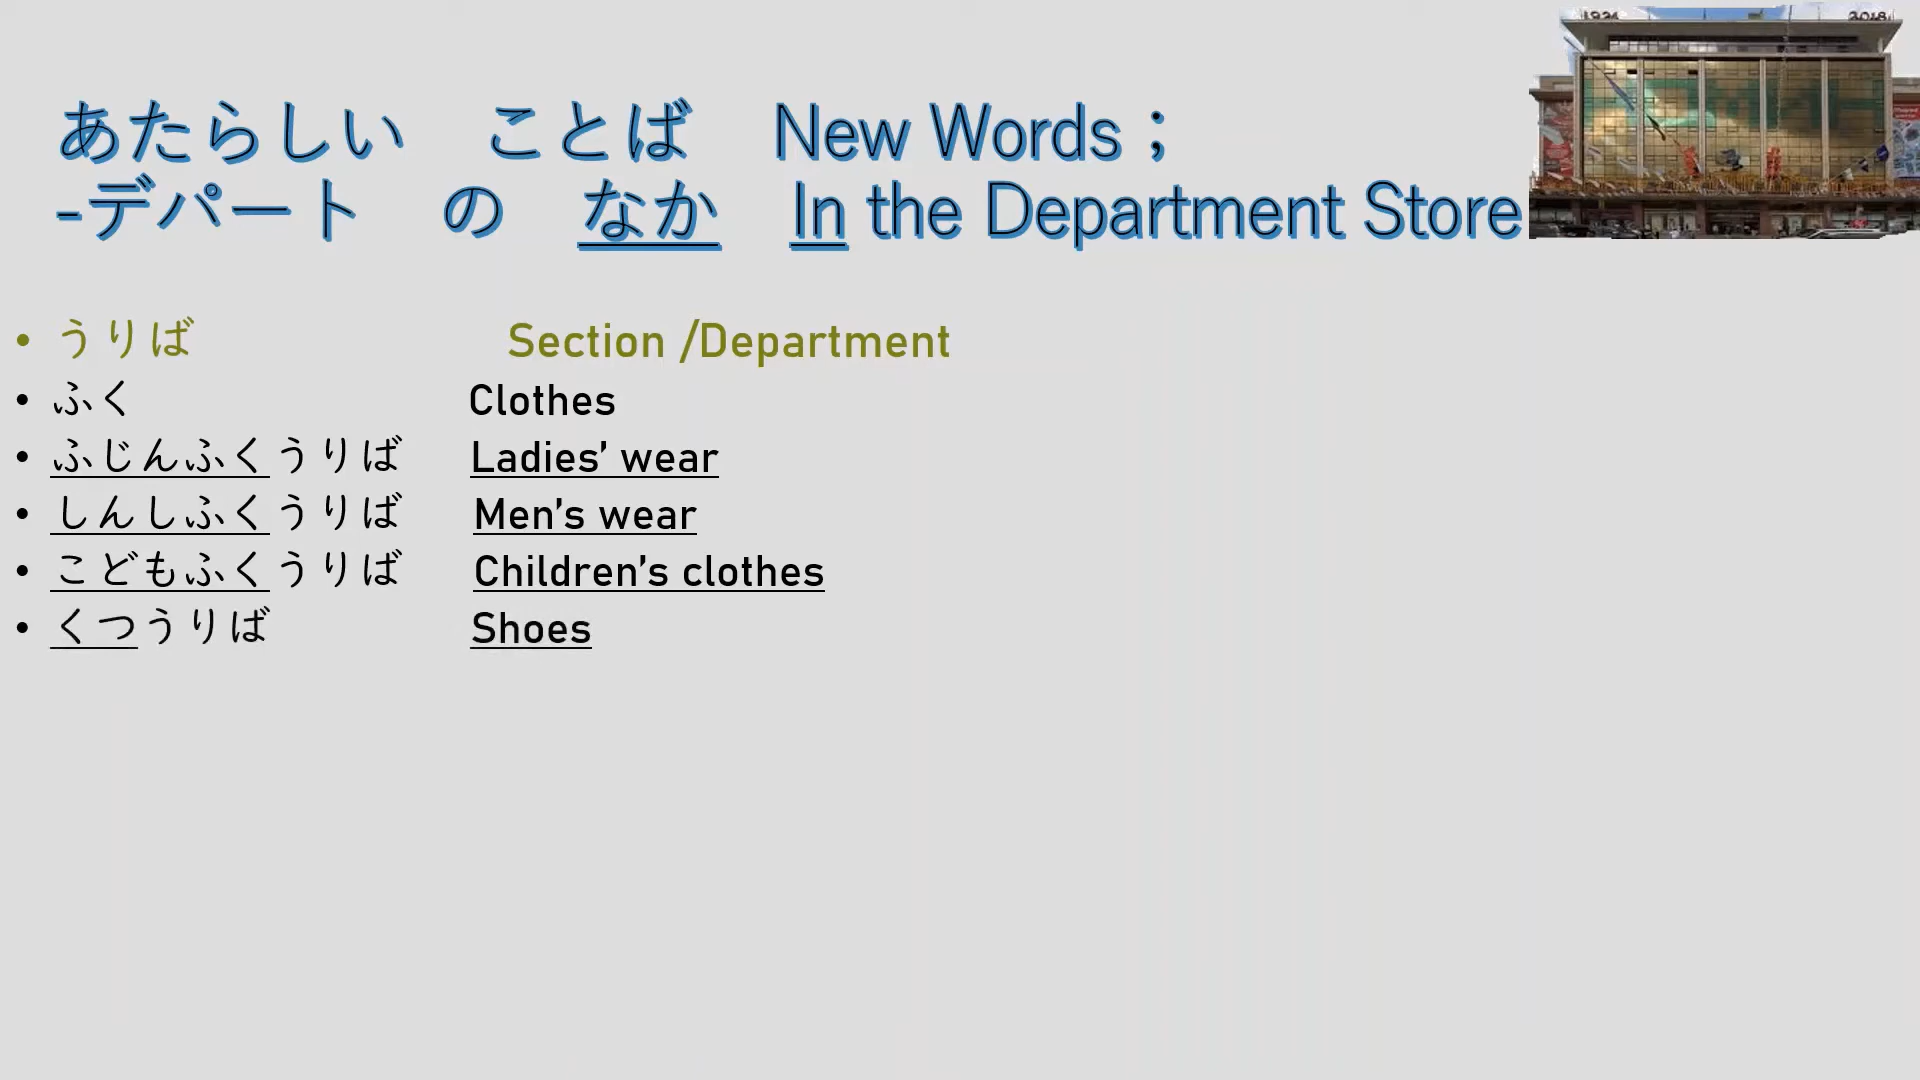 あたらしい　ことば　New Words；
-デパート　の　なか　In the Department Store
• うりば Section /Department
• ふく Clothes
• ふじんふくうりば Ladies’ wear
• しんしふくうりば Men’s wear
• こどもふくうりば Children’s clothes
• くつうりば Shoes